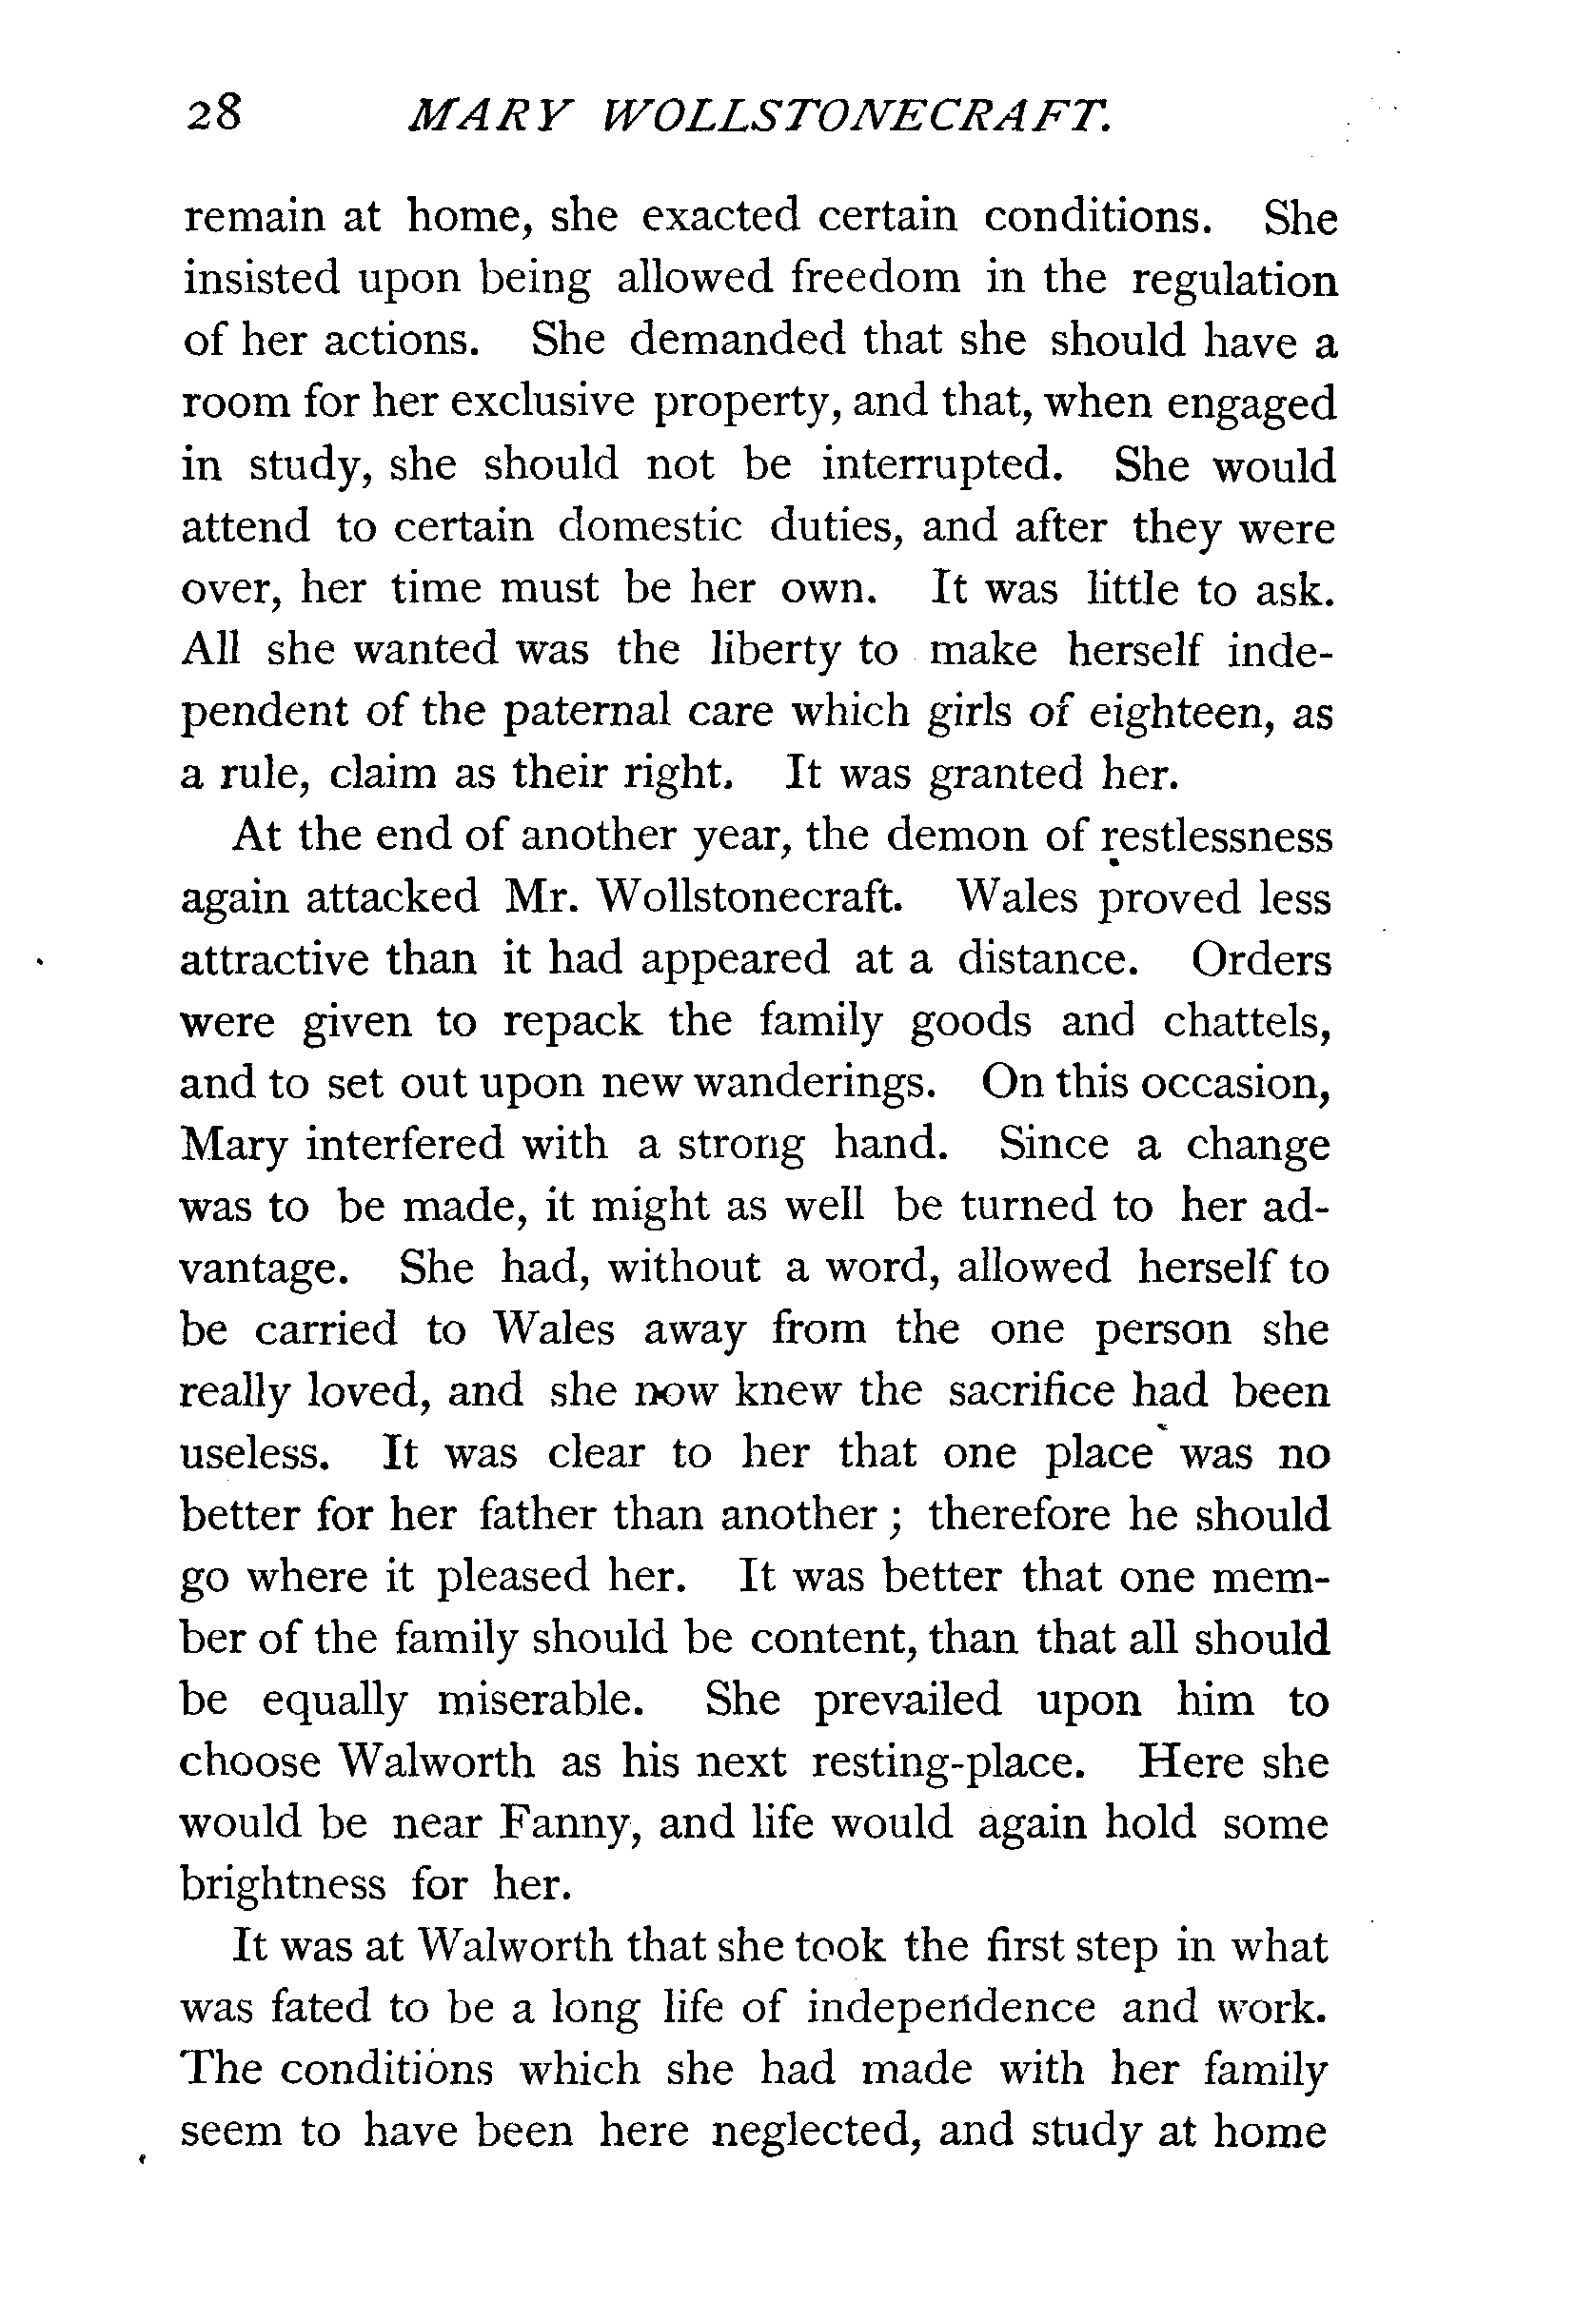 28 MARY WOLLSTONECRAFT.
remain at home, she exacted certain conditions. She
insisted upon being allowed freedom in the regulation
of her actions. She demanded that she should have a
room for her exclusive property, and that, when engaged
in study, she should not be interrupted. She would
attend to certain domestic duties, and after they were
over, her time must be her own. It was little to ask.
All she wanted was the liberty to make herself inde-
pendent of the paternal care which girls of eighteen, as
a rule, claim as their right. It was granted her.
At the end of another year, the demon of restlessness
again attacked Mr. Wollstonecraft. Wales proved less
attractive than it had appeared at a distance. Orders
were given to repack the family goods and chattels,
and to set out upon new wanderings. On this occasion,
Mary interfered with a strong hand. Since a change
was to be made, it might as well be turned to her ad-
vantage. She had, without a word, allowed herself to
be carried to Wales away from the one person she
really loved, and she now knew the sacrifice had been
useless. It was clear to her that one place was no
better for her father than another ; therefore he should
go where it pleased her. It was better that one mem-
ber of the family should be content, than that all should
be equally miserable. She prevailed upon him to
choose Walworth as his next resting-place. Here she
would be near Fanny, and life would again hold some
brightness for her.
It was at Walworth that she took the first step in what
was fated to be a long life of independence and work.
The conditions which she had made with her family
seem to have been here neglected, and study at home